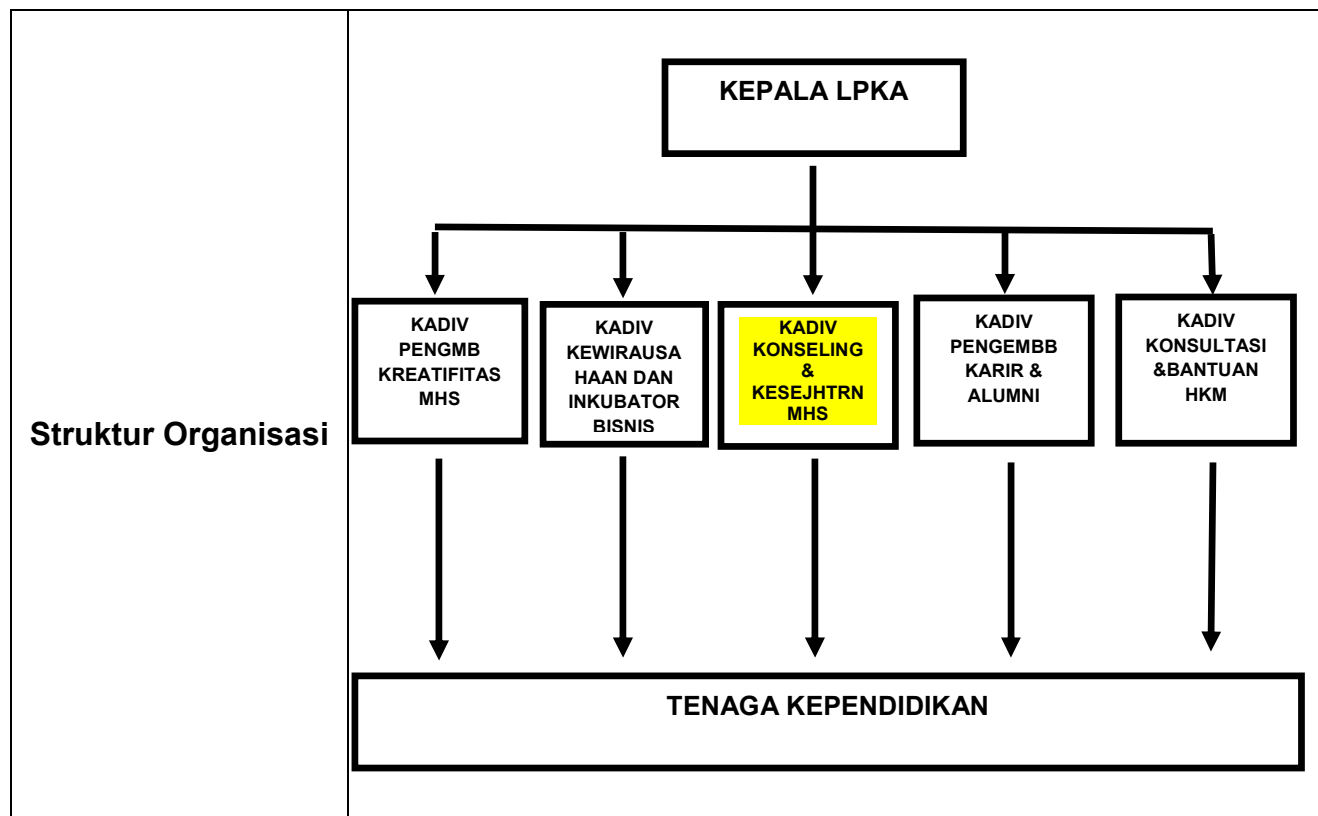 Struktur Organisasi
KEPALA LPKA
KADIV
PENGMB
KREATIFITAS
MHS
KADIV
KEWIRAUSA
HAAN DAN
INKUBATOR
BISNIS
KADIV
KONSELING
&
KESEJHTRN
MHS
KADIV
PENGEMBB
KARIR &
ALUMNI
KADIV
KONSULTASI
&BANTUAN
HKM
TENAGA KEPENDIDIKAN